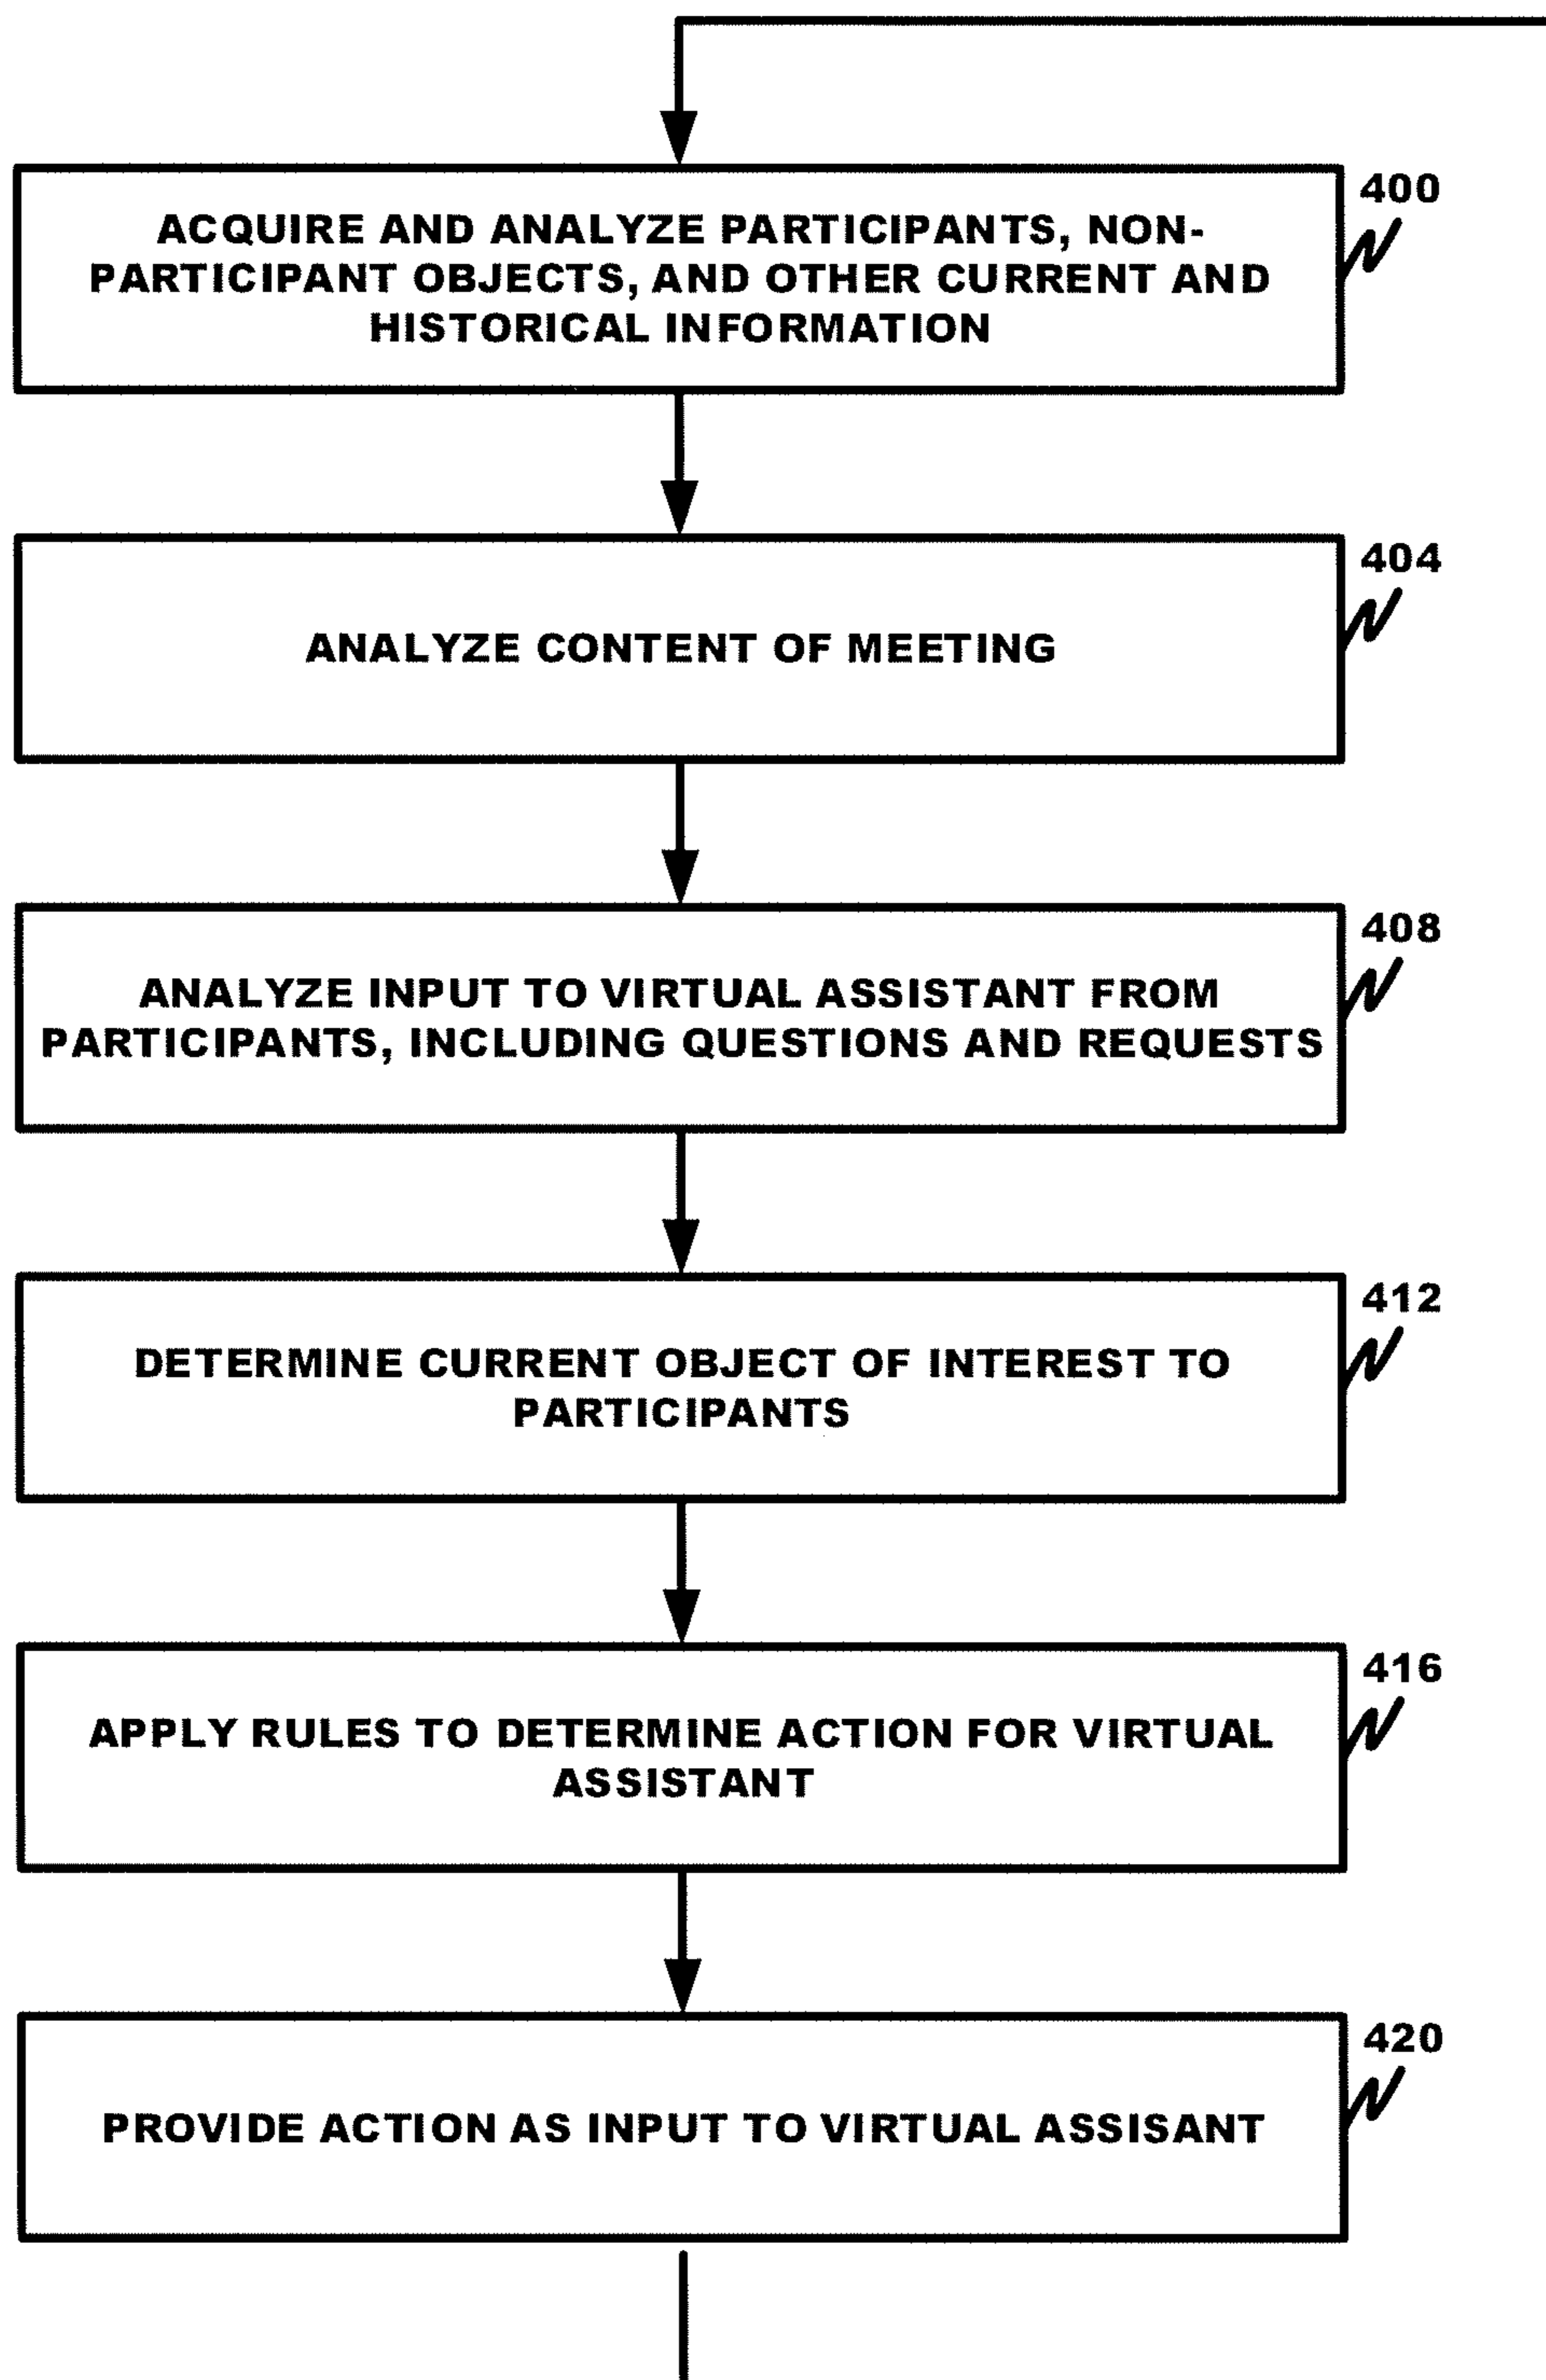 400
ACQUIRE AND ANALYZE PARTICIPANTS, NON-
PARTICIPANT OBJECTS, AND OTHER CURRENT AND
HISTORICAL INFORMATION
404
ANALYZE CONTENT OF MEETING
408
ANALYZE INPUT TO VIRTUAL ASSISTANT FROM
PARTICIPANTS, INCLUDING QUESTIONS AND REQUESTS
412
DETERMINE CURRENT OBJECT OF INTEREST TO
PARTICIPANTS
416
APPLY RULES TO DETERMINE ACTION FOR VIRTUAL
ASSISTANT
420
PROVIDE ACTION AS INPUT TO VIRTUAL ASSISANT